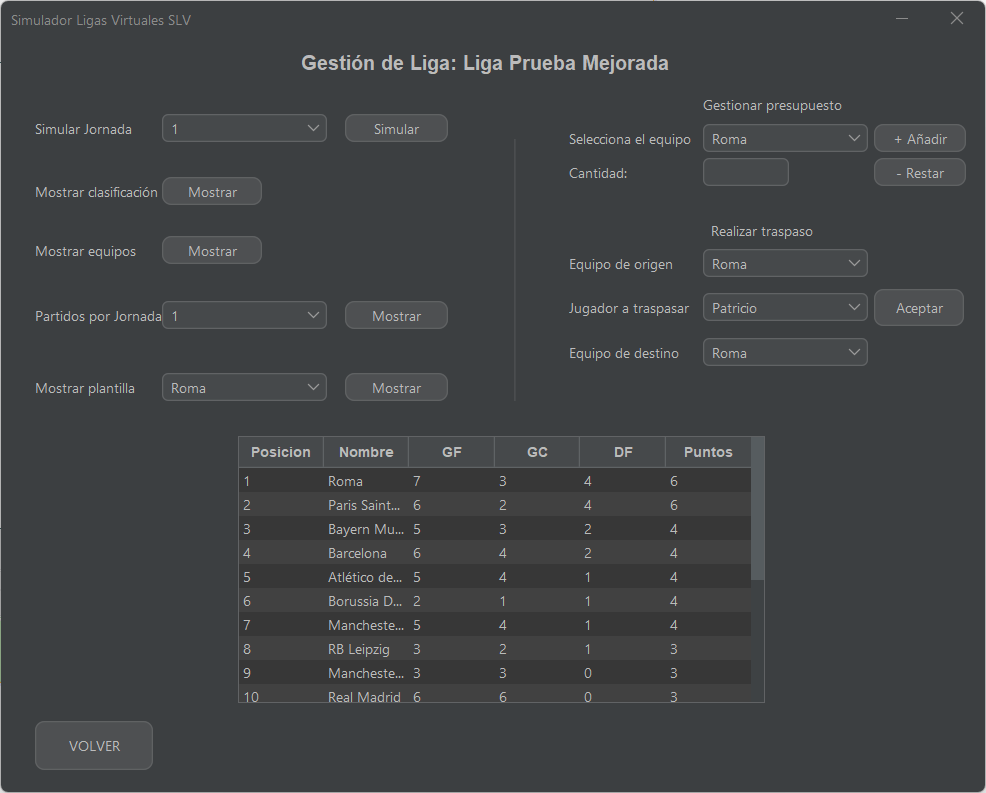 Simulador Ligas Virtuales SLV
Gestión de Liga: Liga Prueba Mejorada
Simular Jornada 1 Simular
Mostrar clasificación Mostrar
Mostrar equipos Mostrar
Partidos por Jornada 1 Mostrar
Mostrar plantilla Roma Mostrar
Gestionar presupuesto
Selecciona el equipo Roma + Añadir
Cantidad: - Restar
Realizar traspaso
Equipo de origen Roma
Jugador a traspasar Patricio Aceptar
Equipo de destino Roma
Posicion Nombre GF GC DF Puntos
1 Roma 7 3 4 6
2 Paris Saint... 6 2 4 6
3 Bayern Mu... 5 3 2 4
4 Barcelona 6 4 2 4
5 Atlético de... 5 4 1 4
6 Borussia D... 2 1 1 4
7 Mancheste... 5 4 1 4
8 RB Leipzig 3 2 1 3
9 Mancheste... 3 3 0 3
10 Real Madrid 6 6 0 3
VOLVER